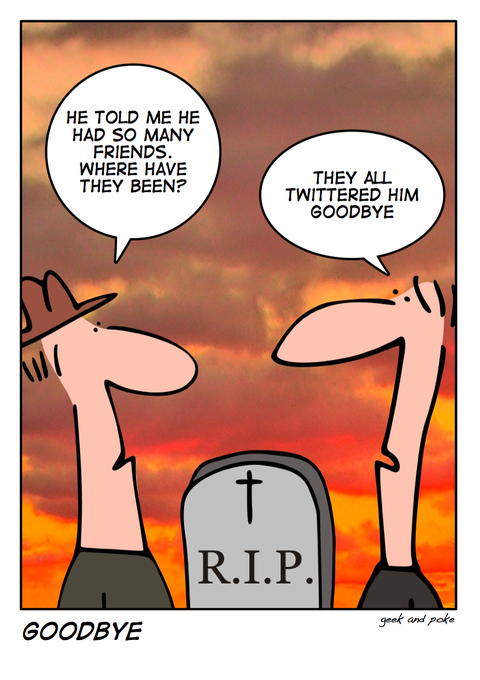 HE TOLD ME HE
HAD SO MANY
FRIENDS.
WHERE HAVE
THEY BEEN?
THEY ALL
TWITTERED HIM
GOODBYE
R.I.P.
GOODBYE
geek and poke